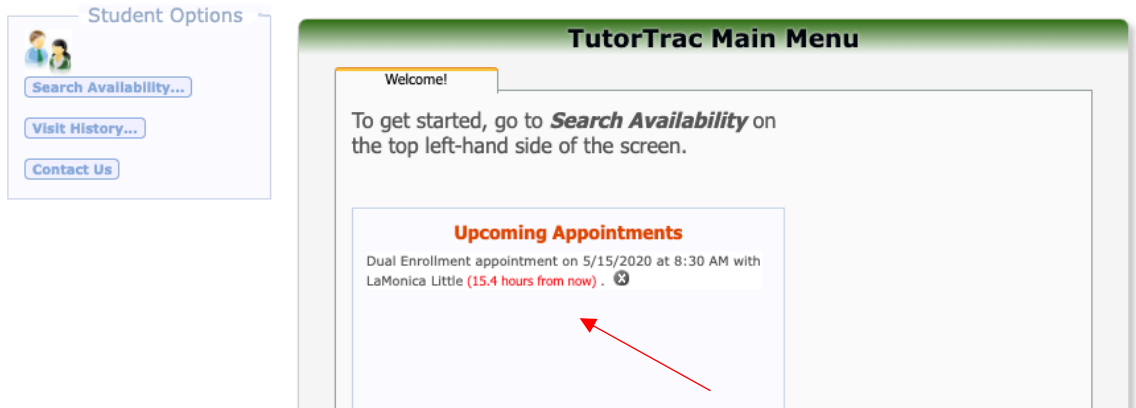 Student Options
Search Availability...
Visit History...
Contact Us
TutorTrac Main Menu
Welcome!
To get started, go to Search Availability on
the top left-hand side of the screen.
Upcoming Appointments
Dual Enrollment appointment on 5/15/2020 at 8:30 AM with
LaMonica Little (15.4 hours from now) .